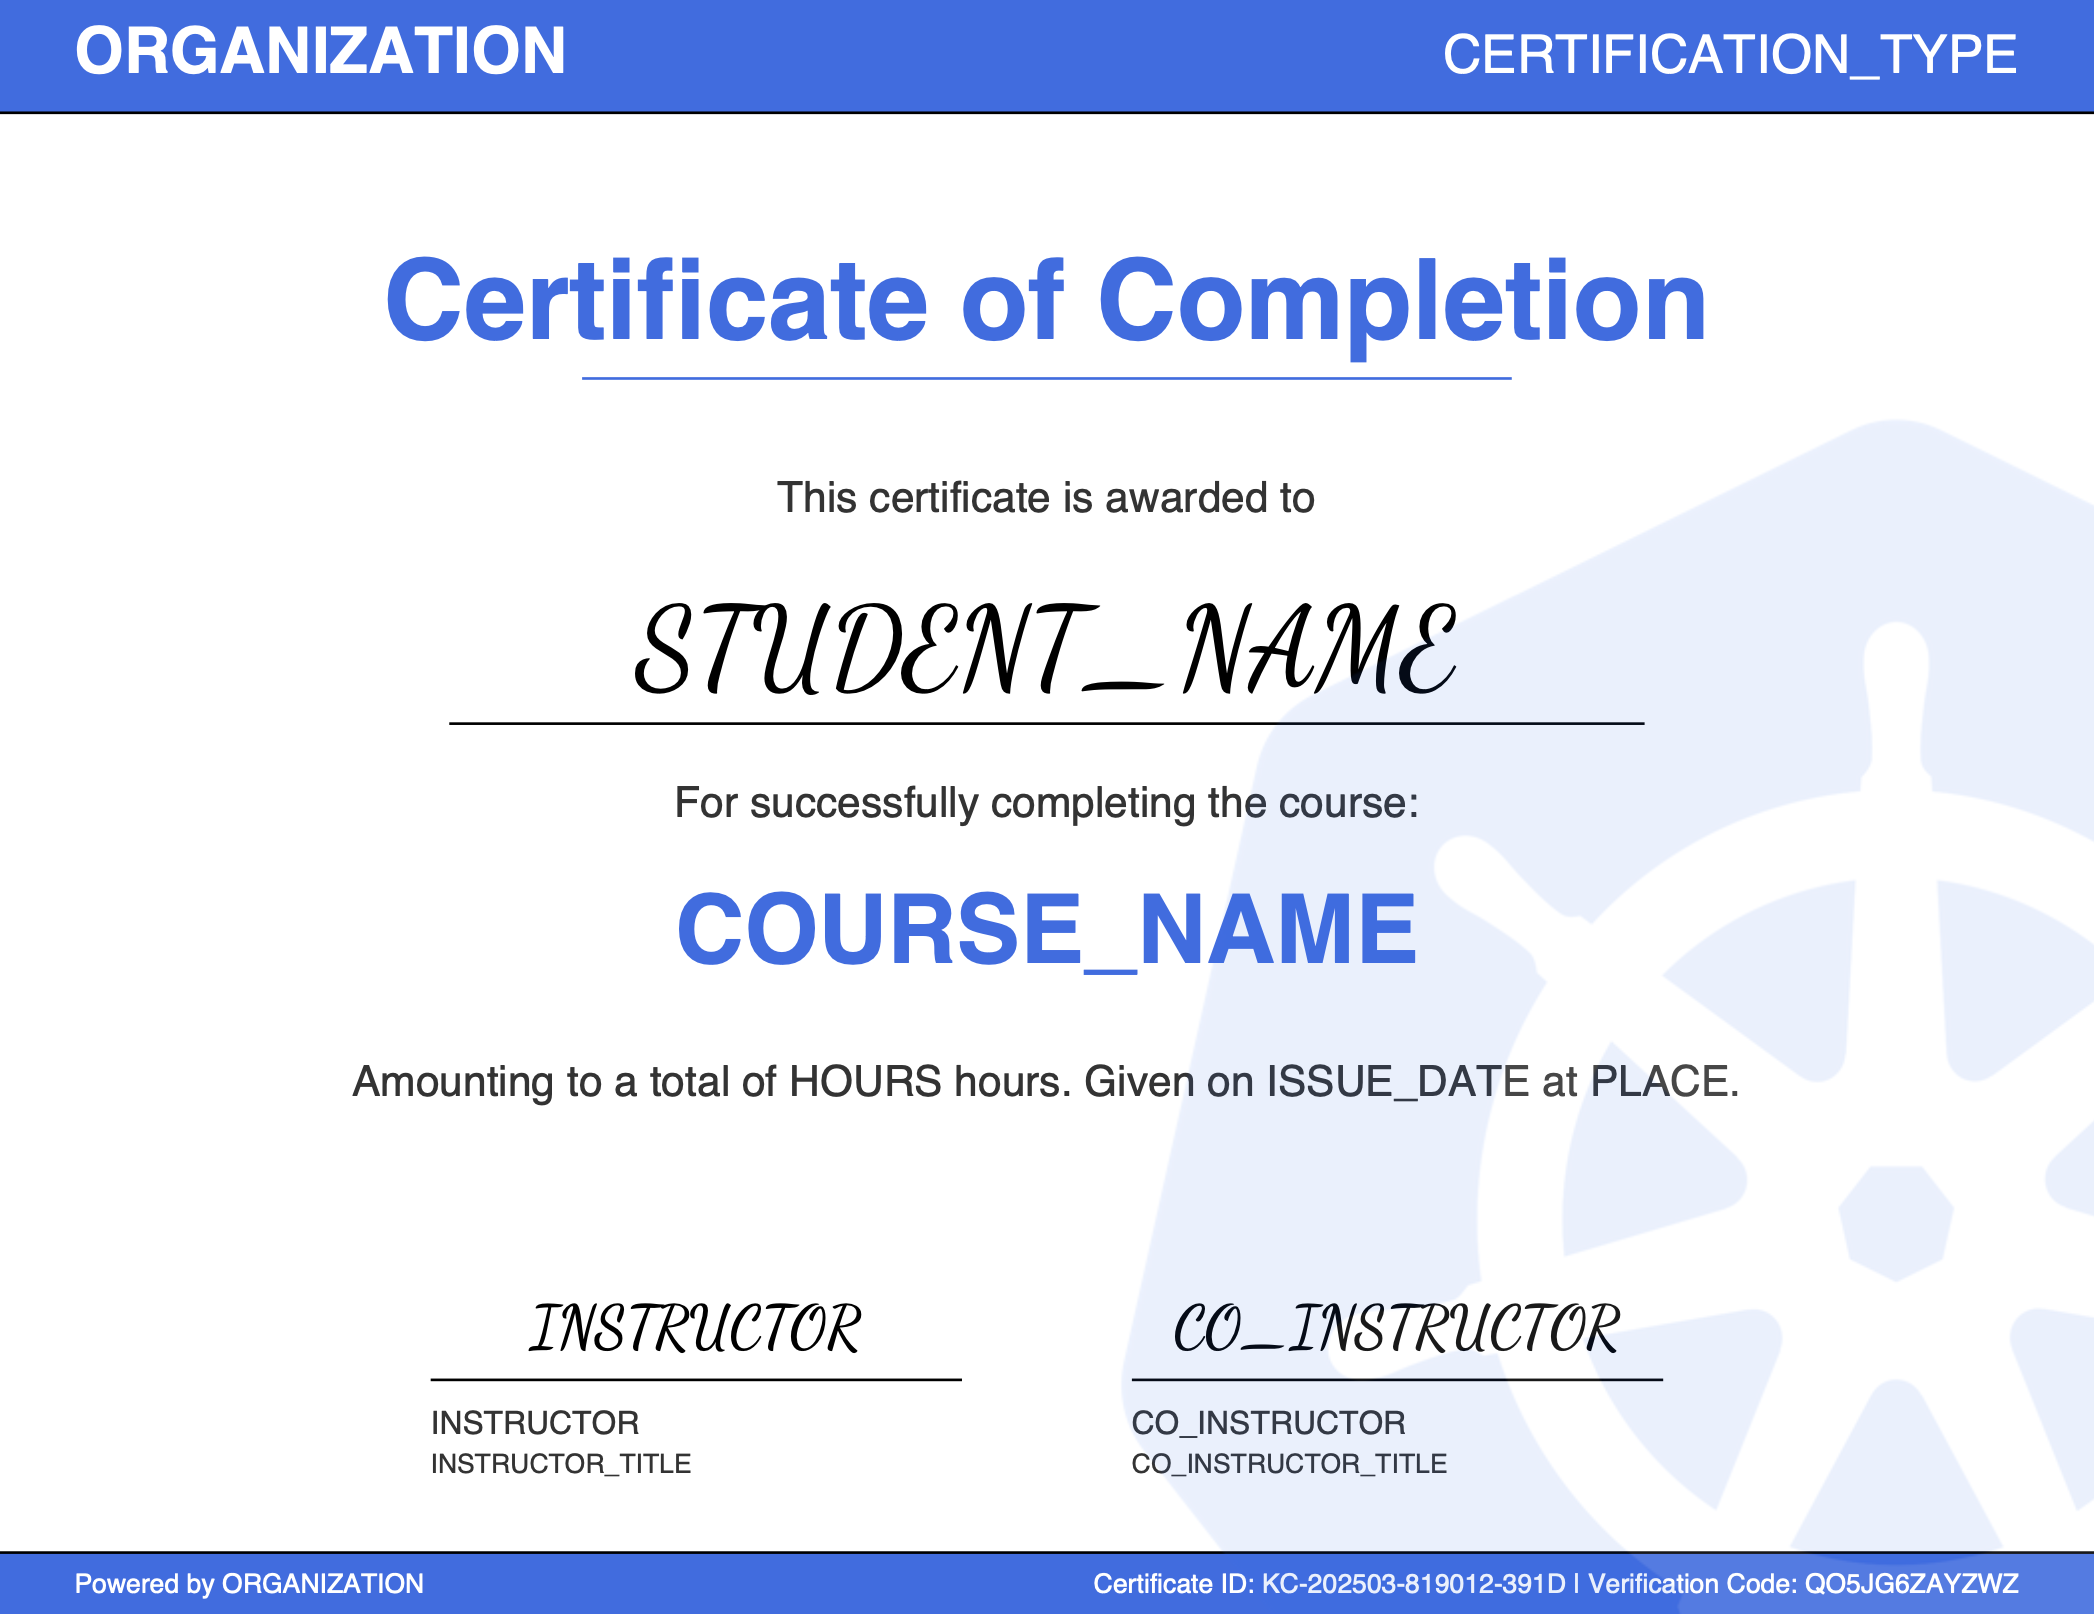 ORGANIZATION
CERTIFICATION_TYPE
Certificate of Completion
This certificate is awarded to
STUDENT_NAME
For successfully completing the course:
COURSE_NAME
Amounting to a total of HOURS hours. Given on ISSUE_DATE at PLACE.
INSTRUCTOR
INSTRUCTOR
INSTRUCTOR_TITLE
CO_INSTRUCTOR
CO_INSTRUCTOR
CO_INSTRUCTOR_TITLE
Powered by ORGANIZATION
Certificate ID: KC-202503-819012-391D | Verification Code: QO5JG6ZAYZWZ